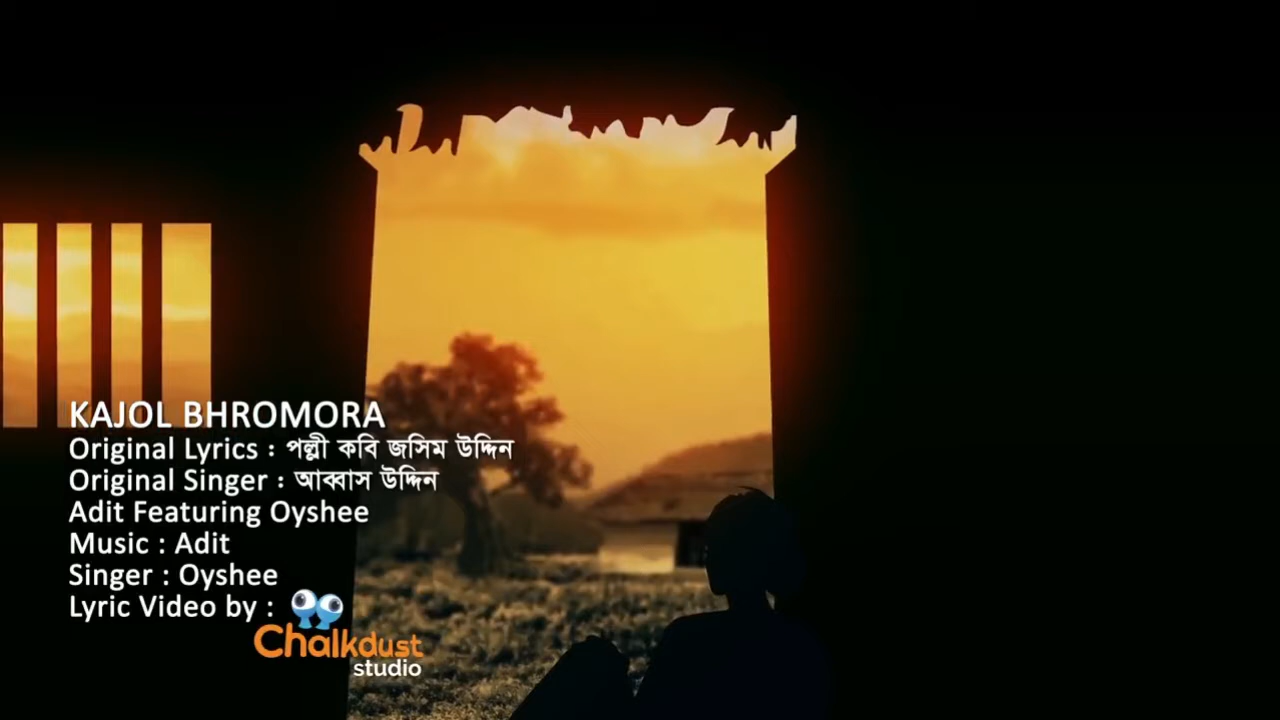 KAJOL BHROMORA
Original Lyrics : পল্লী কবি জসিম উদ্দিন
Original Singer : আব্বাস উদ্দিন
Adit Featuring Oyshee
Music : Adit
Singer : Oyshee
Lyric Video by :
Chalkdust
studio